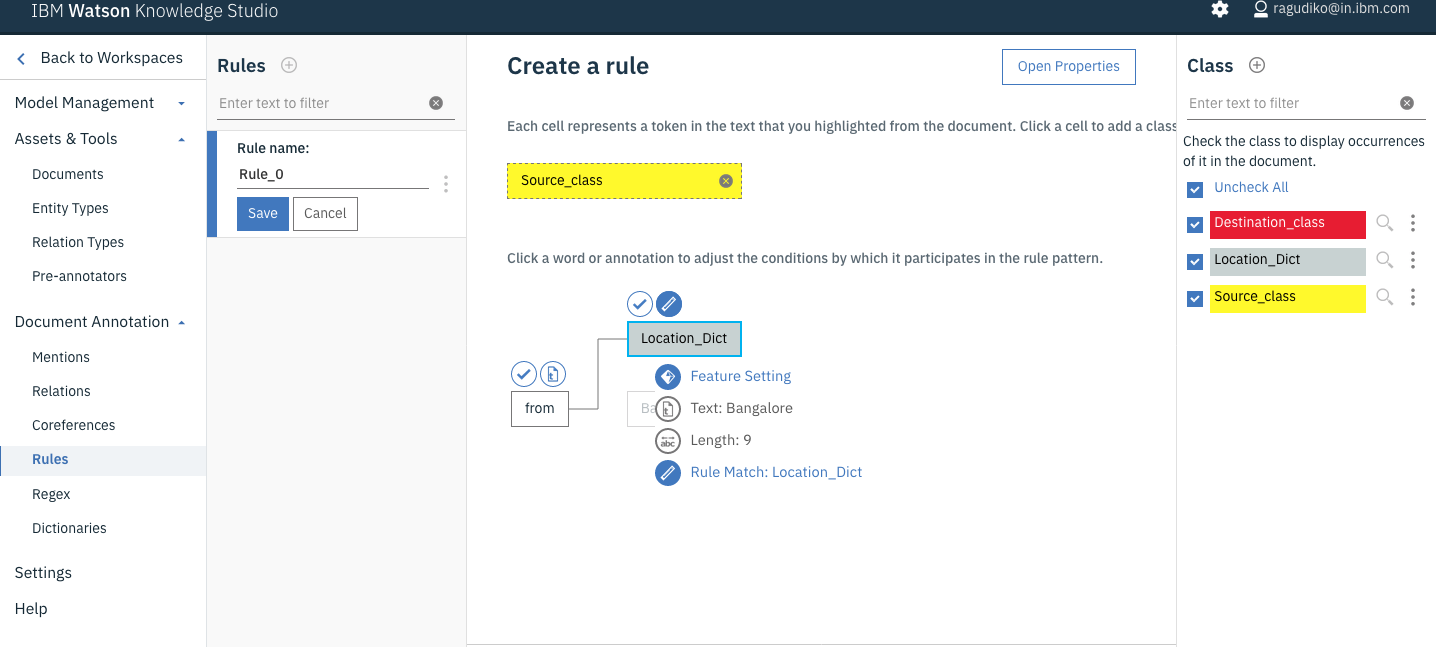 IBM Watson Knowledge Studio
ragudiko@in.ibm.com
Back to Workspaces
Model Management
Assets & Tools
Documents
Entity Types
Relation Types
Pre-annotators
Document Annotation
Mentions
Relations
Coreferences
Rules
Regex
Dictionaries
Settings
Help
Rules
Enter text to filter
Rule name:
Rule_0
Save
Cancel
Create a rule
Open Properties
Each cell represents a token in the text that you highlighted from the document. Click a cell to add a class
Source_class
Click a word or annotation to adjust the conditions by which it participates in the rule pattern.
Location_Dict
from
Ba
Feature Setting
Text: Bangalore
abc
Length: 9
Rule Match: Location_Dict
Class
Enter text to filter
Check the class to display occurrences
of it in the document.
Uncheck All
Destination_class
Location_Dict
Source_class